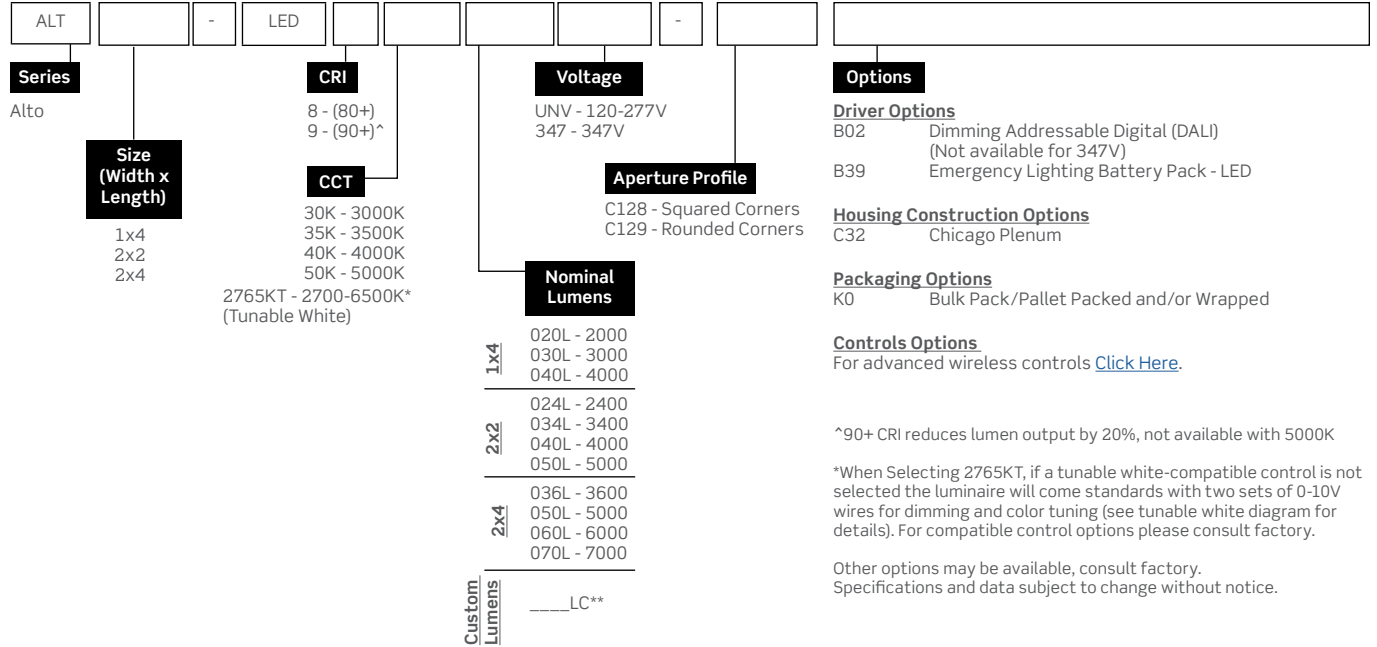 ALT - LED -
Series
Alto
Size
(Width x
Length)
1x4
2x2
2x4
CRI
8 - (80+)
9 - (90+)^
CCT
30K - 3000K
35K - 3500K
40K - 4000K
50K - 5000K
2765KT - 2700-6500K*
(Tunable White)
Voltage
UNV - 120-277V
347 - 347V
Aperture Profile
C128 - Squared Corners
C129 - Rounded Corners
Nominal
Lumens
1x4
020L - 2000
030L - 3000
040L - 4000
2x2
024L - 2400
034L - 3400
040L - 4000
050L - 5000
2x4
036L - 3600
050L - 5000
060L - 6000
070L - 7000
Custom
Lumens
____LC**
Options
Driver Options
B02 Dimming Addressable Digital (DALI)
(Not available for 347V)
B39 Emergency Lighting Battery Pack - LED
Housing Construction Options
C32 Chicago Plenum
Packaging Options
K0 Bulk Pack/Pallet Packed and/or Wrapped
Controls Options
For advanced wireless controls Click Here.
^90+ CRI reduces lumen output by 20%, not available with 5000K
*When Selecting 2765KT, if a tunable white-compatible control is not
selected the luminaire will come standards with two sets of 0-10V
wires for dimming and color tuning (see tunable white diagram for
details). For compatible control options please consult factory.
Other options may be available, consult factory.
Specifications and data subject to change without notice.